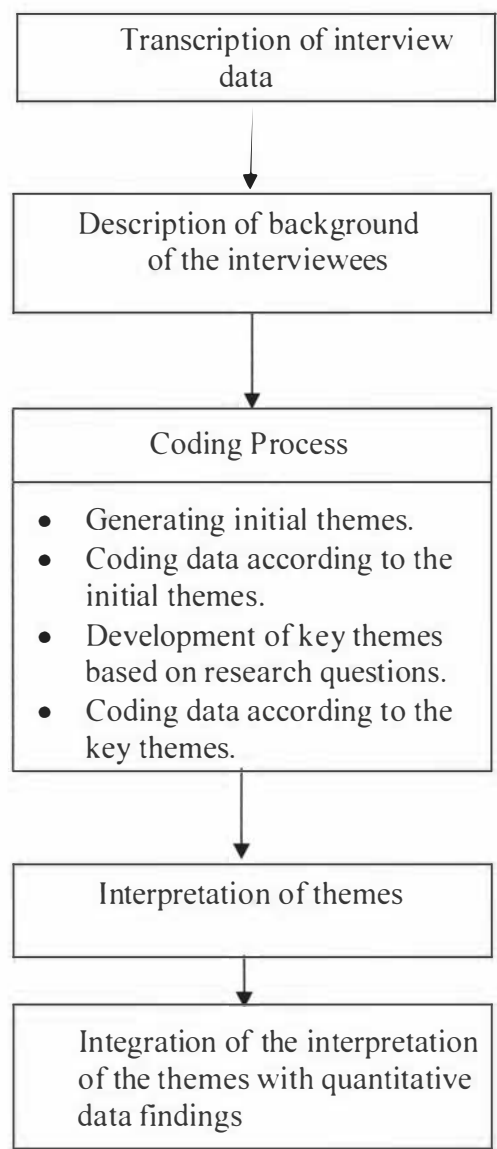 Transcription of interview
data
Description of background
of the interviewees
Coding Process
• Generating initial themes.
• Coding data according to the
initial themes.
• Development of key themes
based on research questions.
• Coding data according to the
key themes.
Interpretation of themes
Integration of the interpretation
of the themes with quantitative
data findings